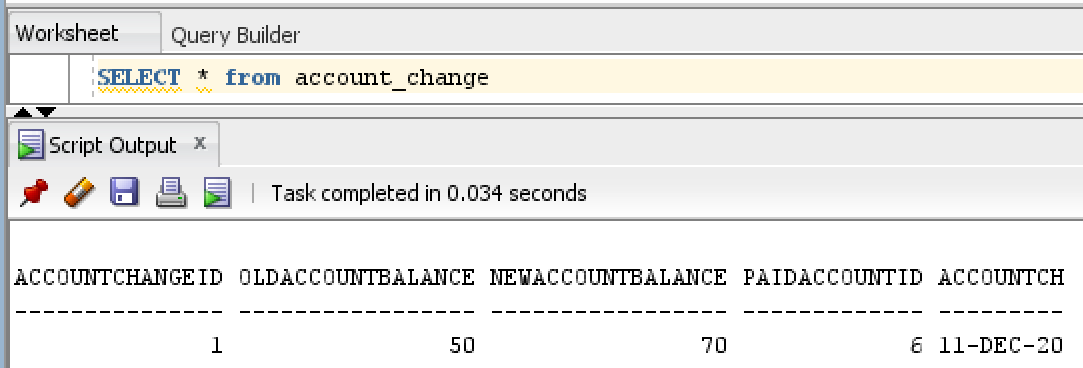 Worksheet Query Builder
SELECT * from account_change
Script Output x
| Task completed in 0.034 seconds
ACCOUNTCHANGEID OLDACCOUNTBALANCE NEWACCOUNTBALANCE PAIDACCOUNTID ACCOUNTCH
--------------- ----------------- ----------------- ------------- ---------
1 50 70 6 11-DEC-20